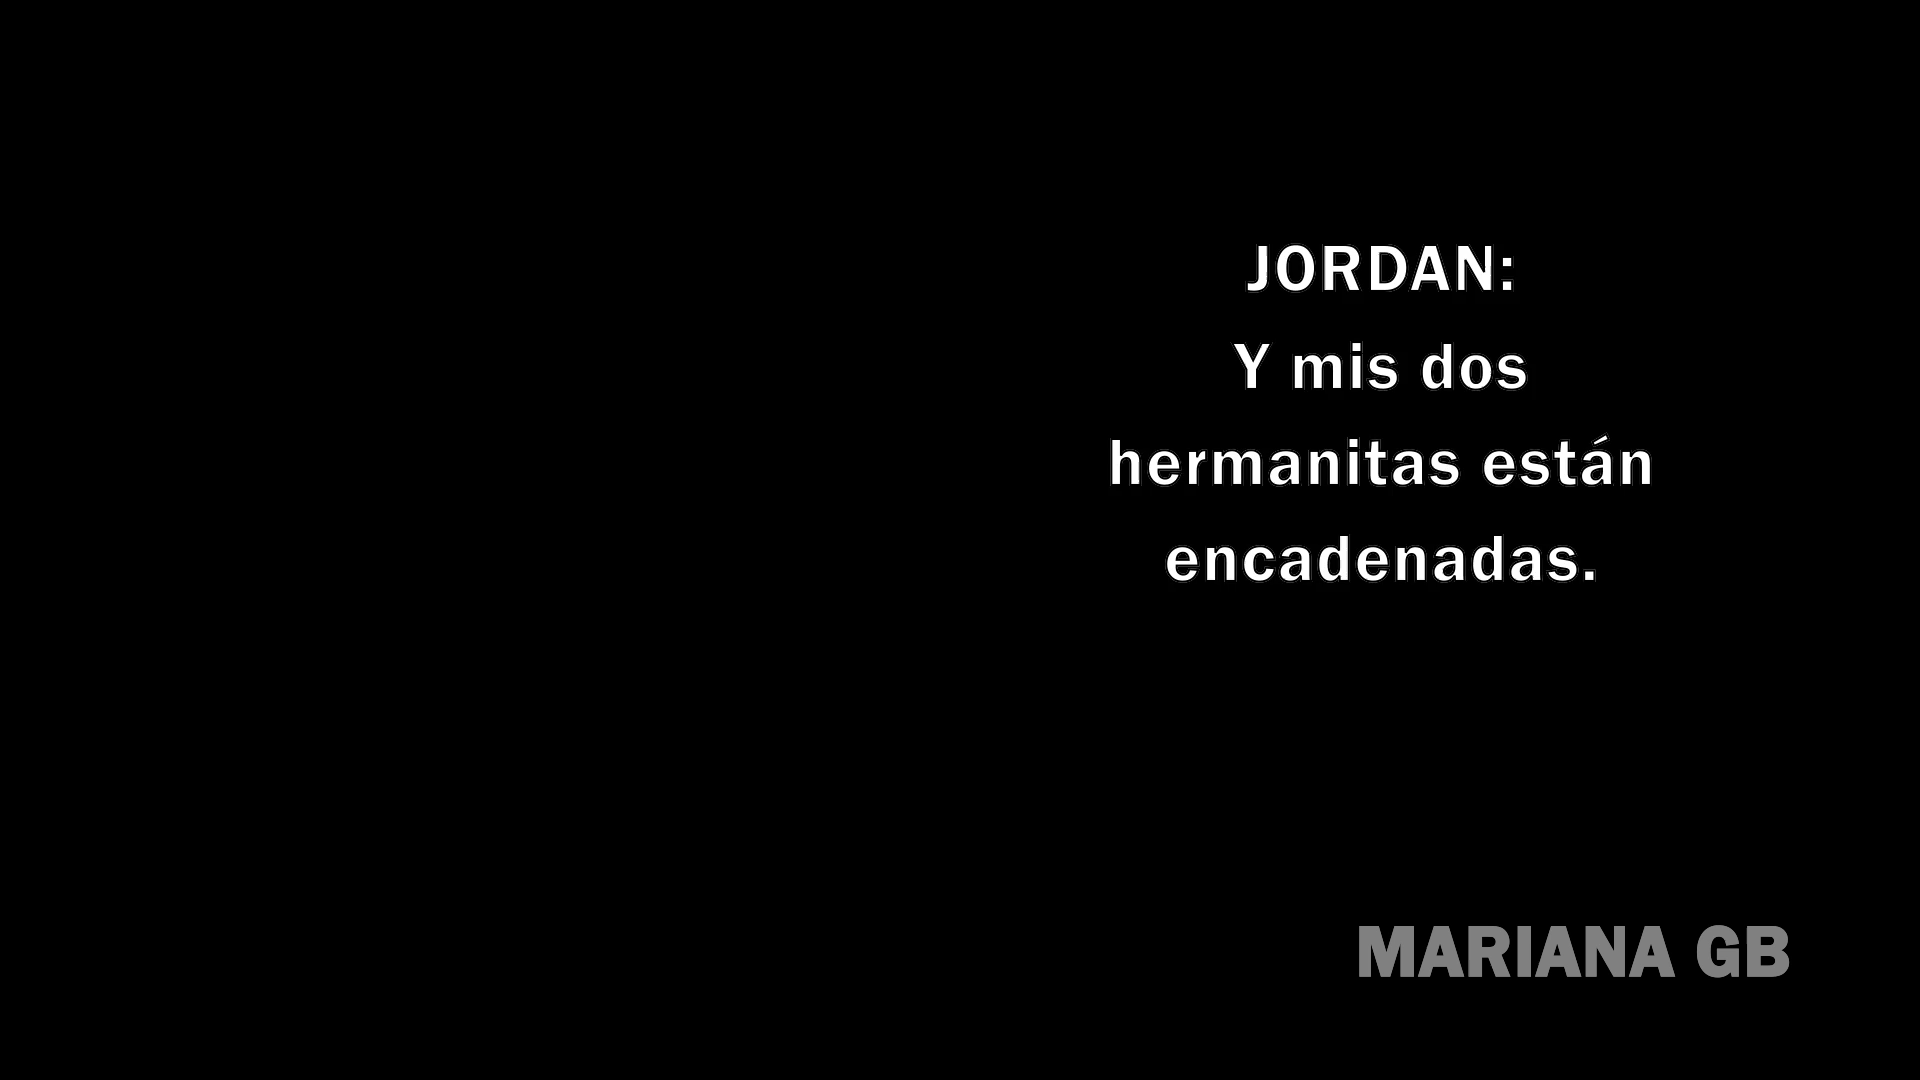 JORDAN:
Y mis dos
hermanitas están
encadenadas.
MARIANA GB